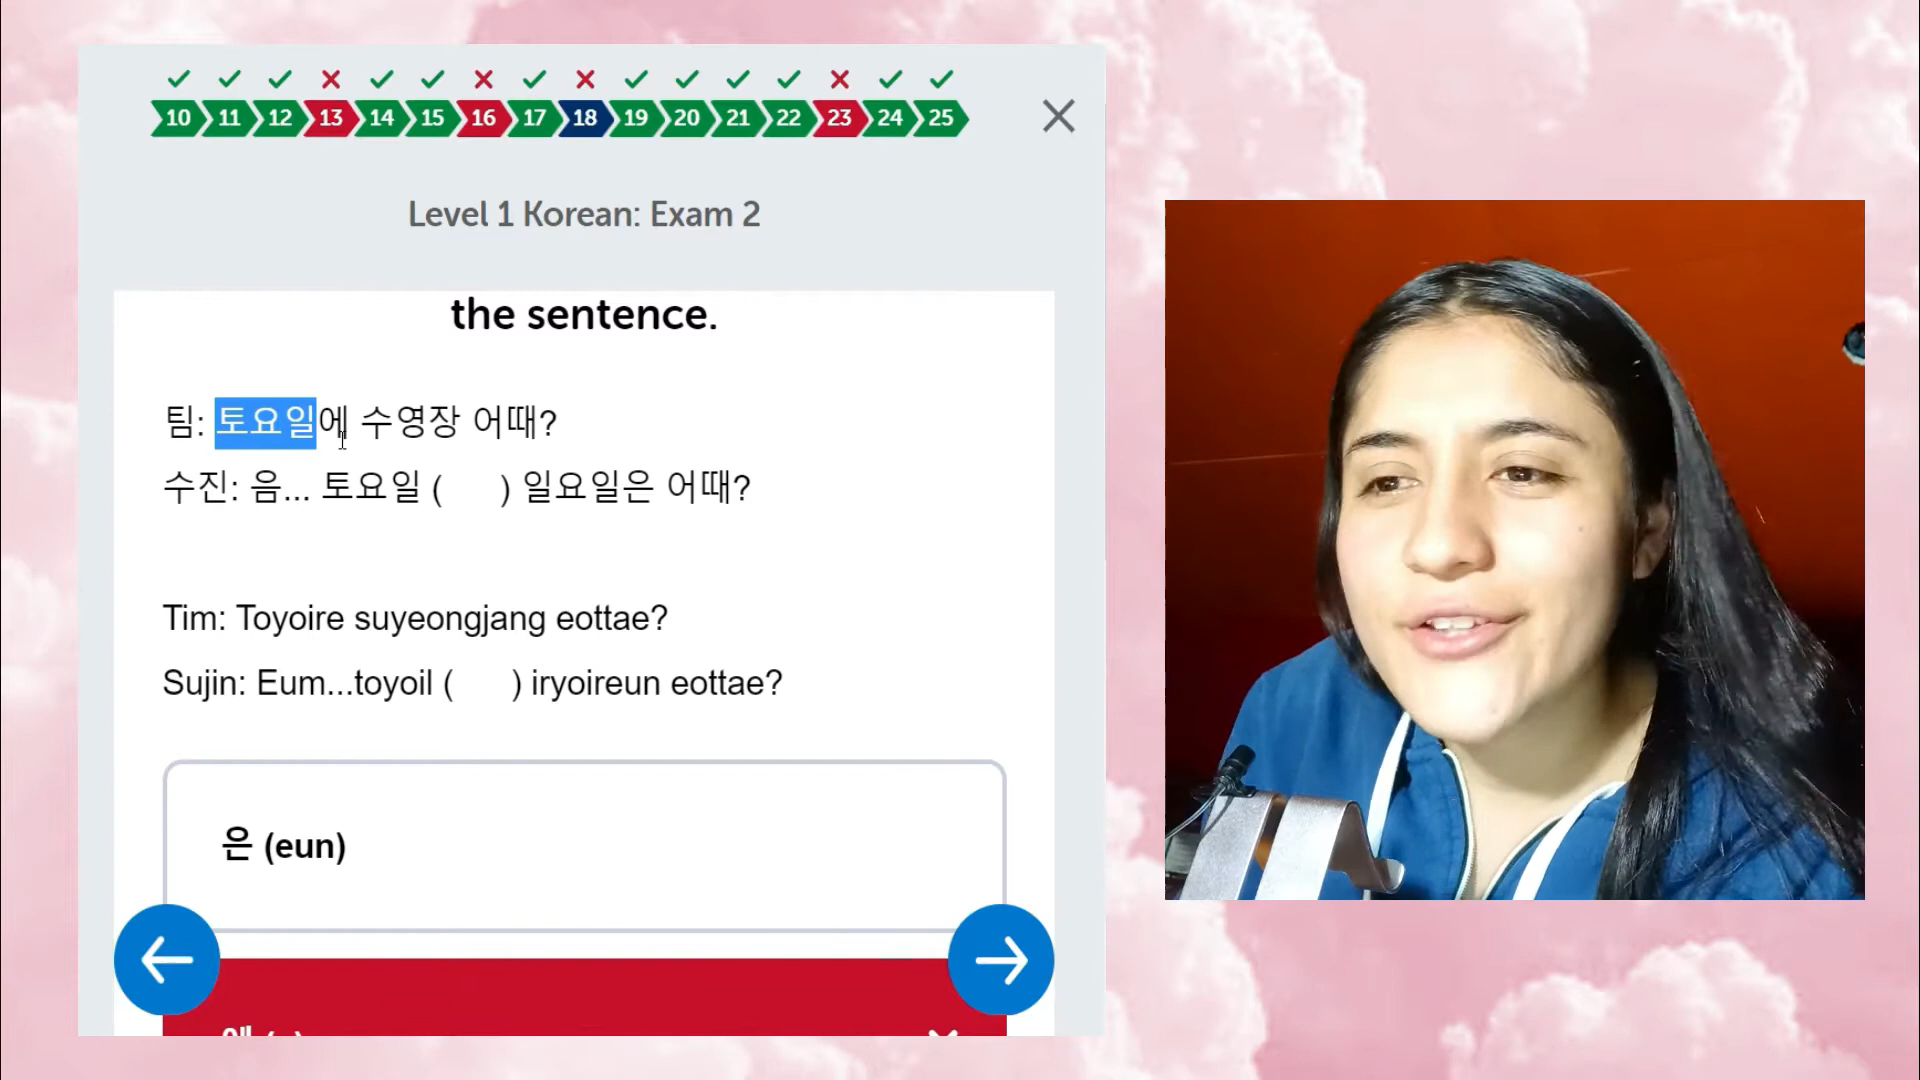 10 11 12 13 14 15 16 17 18 19 20 21 22 23 24 25
Level 1 Korean: Exam 2
the sentence.
팀: 토요일에 수영장 어때?
수진: 음... 토요일 ( ) 일요일은 어때?
Tim: Toyoire suyeongjang eottae?
Sujin: Eum...toyoil ( ) iryoireun eottae?
은 (eun)